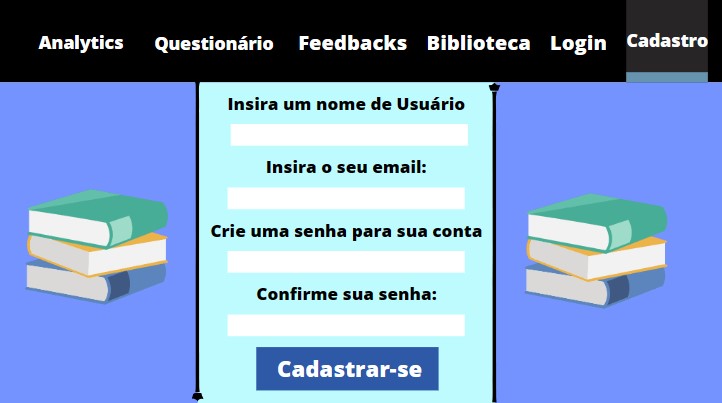 Analytics Questionário Feedbacks Biblioteca Login Cadastro
Insira um nome de Usuário
Insira o seu email:
Crie uma senha para sua conta
Confirme sua senha:
Cadastrar-se